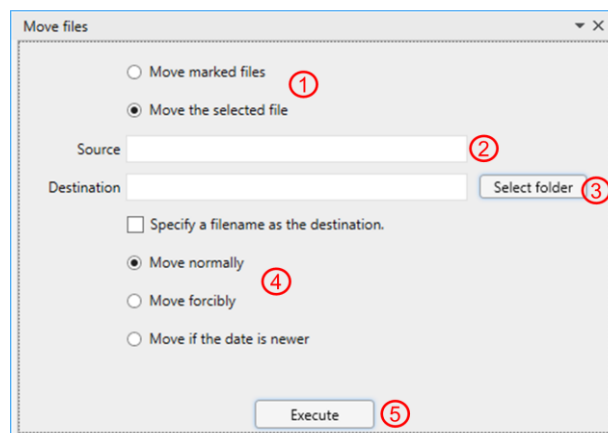 Move files
Move marked files
①
Move the selected file
Source ②
Destination Select folder ③
Specify a filename as the destination.
Move normally
④
Move forcibly
Move if the date is newer
Execute ⑤